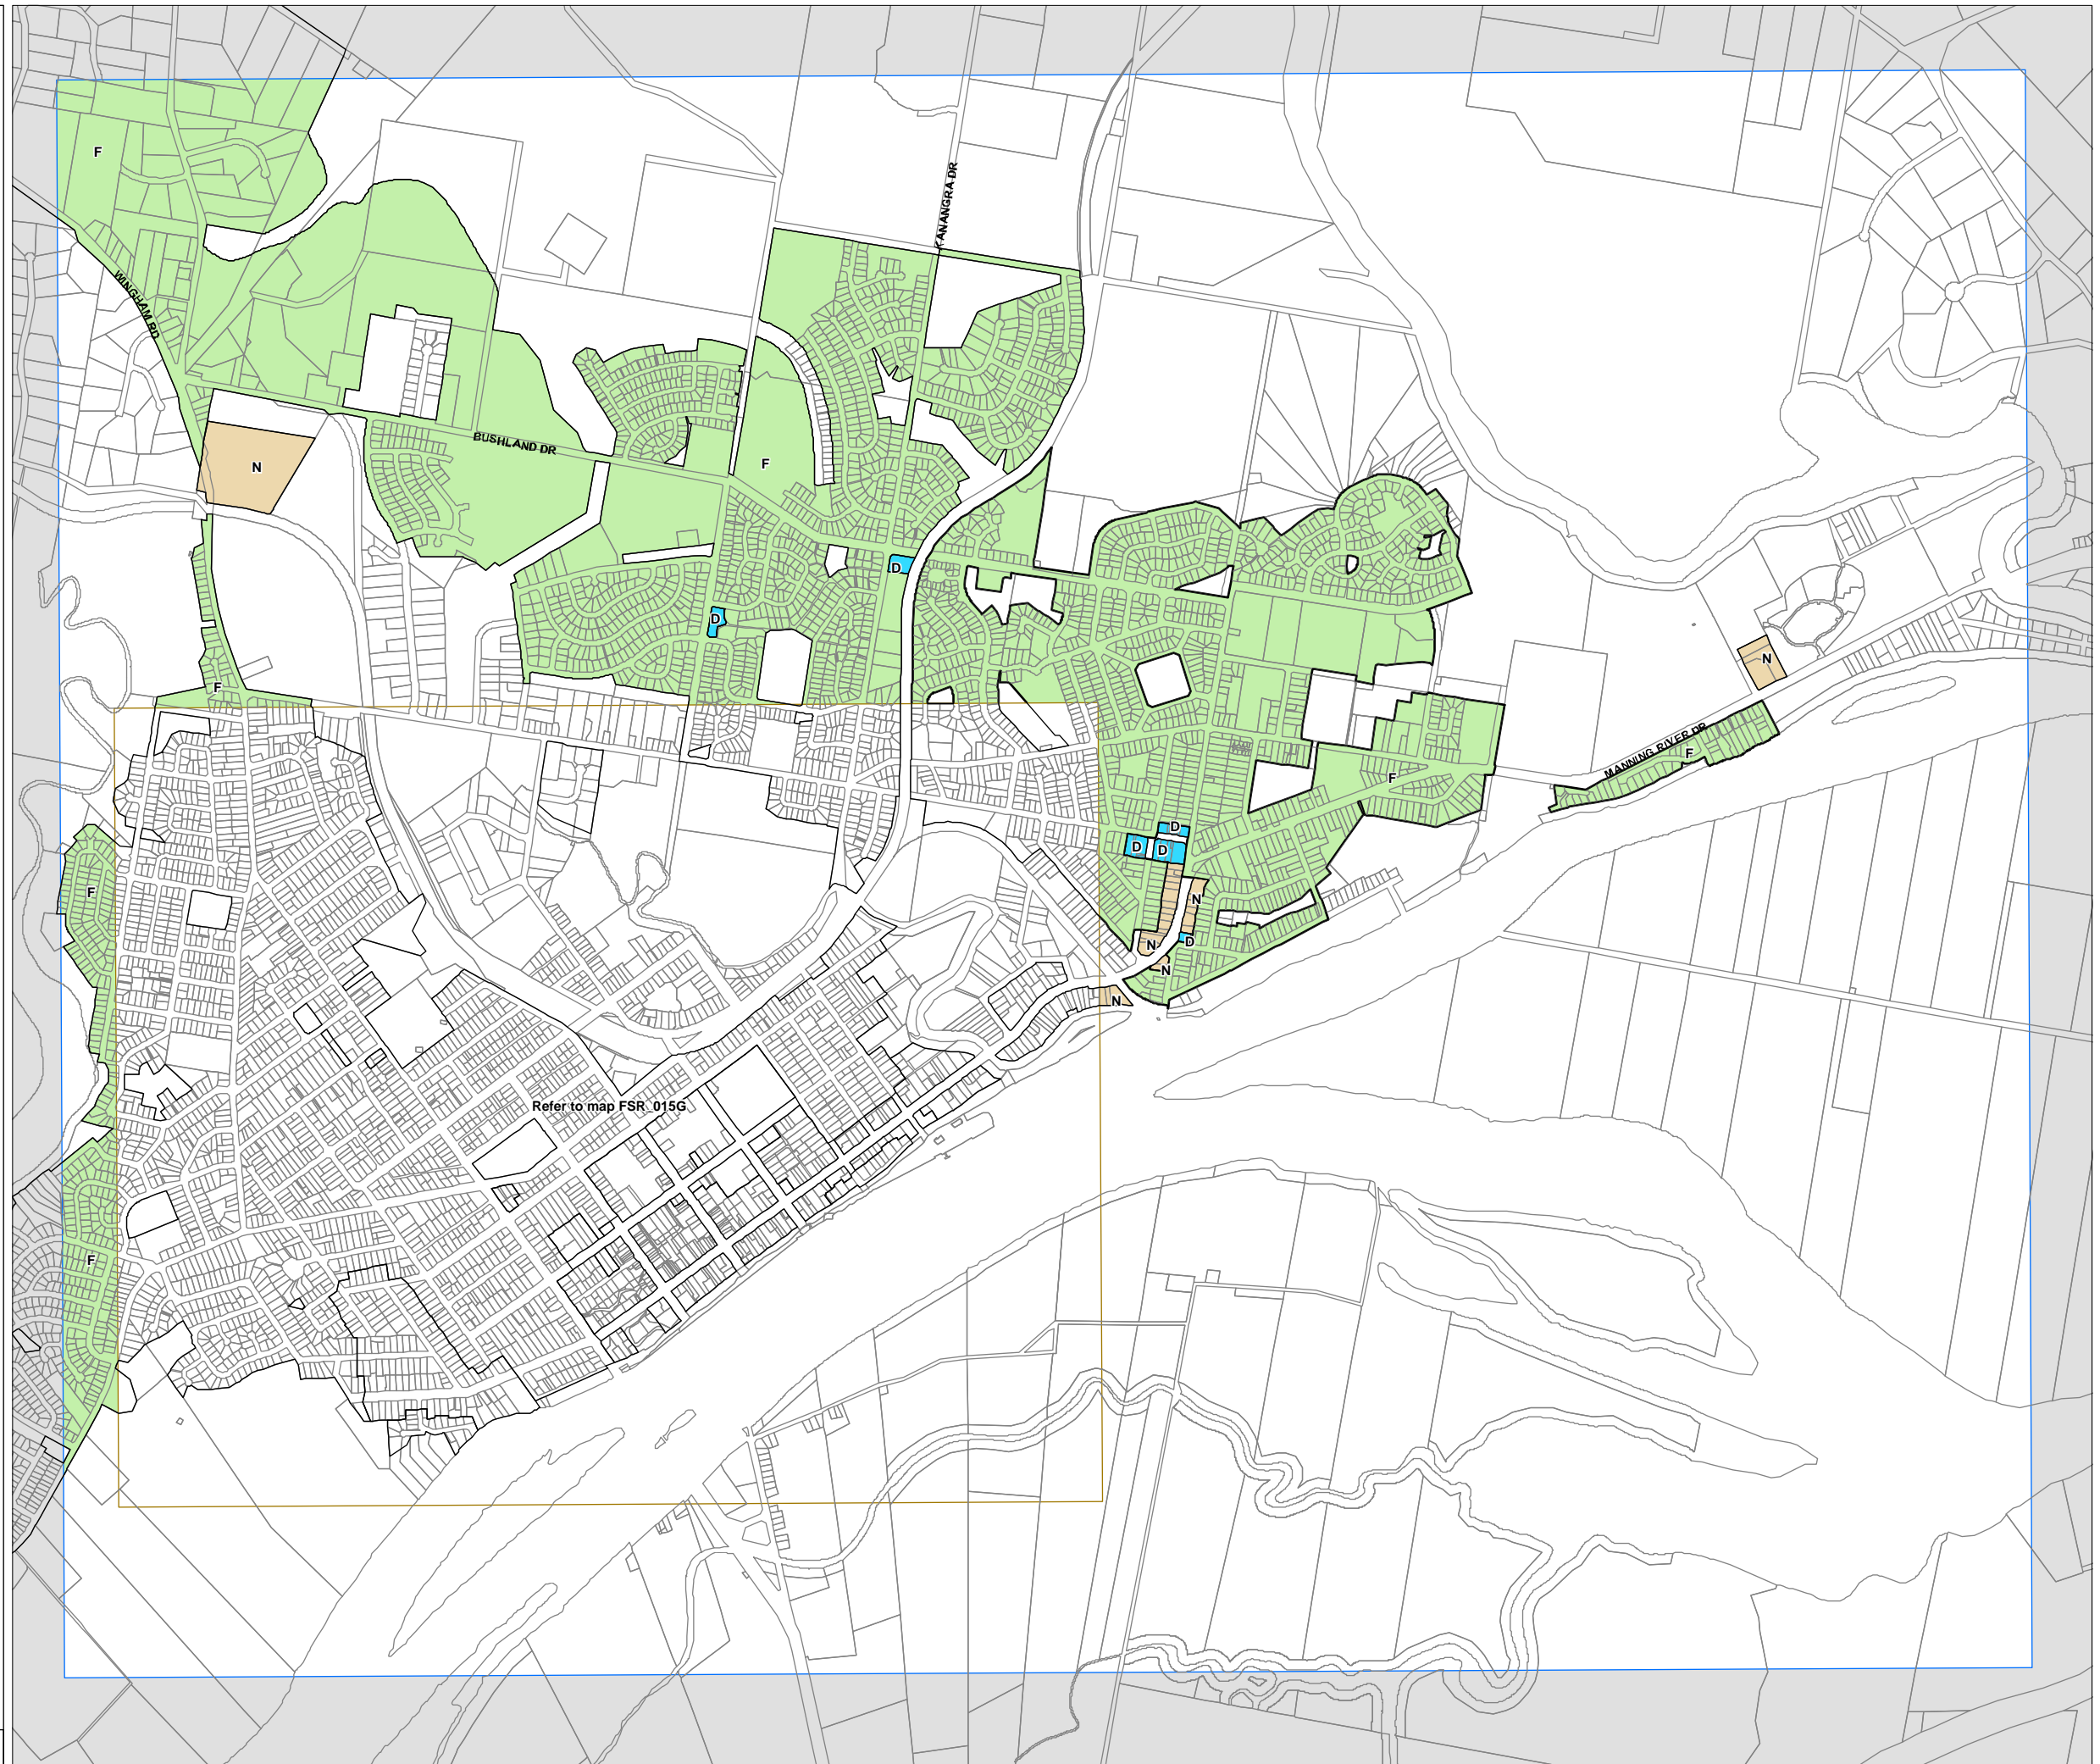 F
KANANGRA DR
WINGHAM RD
BUSHLAND DR
F
N
D
D
F
N
MANNING RIVER DR
F
F
D
D
D
F
N
N
D
N
N
Refer to map FSR_015G
F